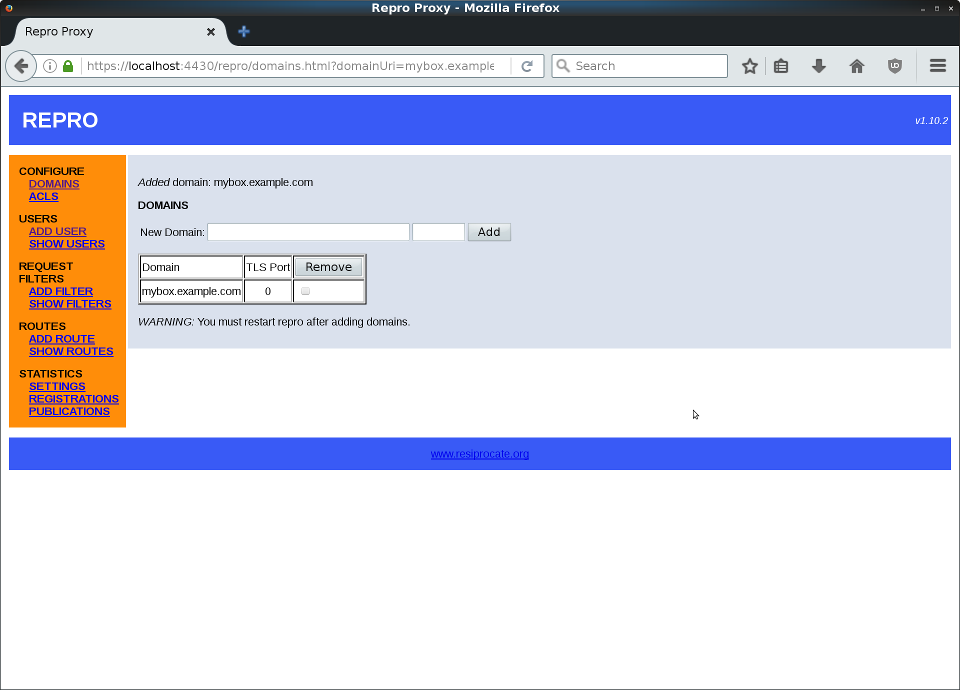 Repro Proxy - Mozilla Firefox
Repro Proxy
https://localhost:4430/repro/domains.html?domainUri=mybox.example
Search
REPRO
v1.10.2
CONFIGURE
DOMAINS
ACLS
USERS
ADD USER
SHOW USERS
REQUEST
FILTERS
ADD FILTER
SHOW FILTERS
ROUTES
ADD ROUTE
SHOW ROUTES
STATISTICS
SETTINGS
REGISTRATIONS
PUBLICATIONS
Added domain: mybox.example.com
DOMAINS
New Domain: Add
Domain TLS Port Remove
mybox.example.com 0
WARNING: You must restart repro after adding domains.
www.resiprocate.org